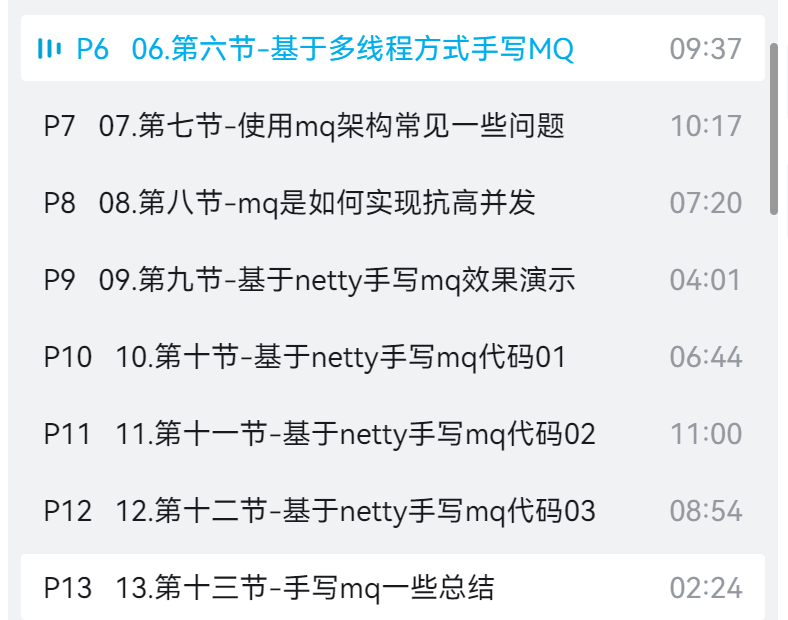 P6 06.第六节-基于多线程方式手写MQ 09:37
P7 07.第七节-使用mq架构常见一些问题 10:17
P8 08.第八节-mq是如何实现抗高并发 07:20
P9 09.第九节-基于netty手写mq效果演示 04:01
P10 10.第十节-基于netty手写mq代码01 06:44
P11 11.第十一节-基于netty手写mq代码02 11:00
P12 12.第十二节-基于netty手写mq代码03 08:54
P13 13.第十三节-手写mq一些总结 02:24